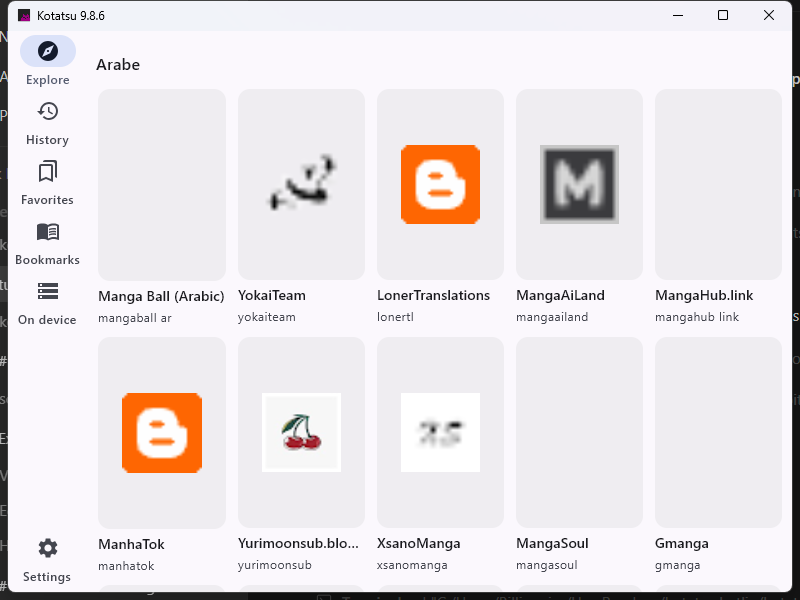 Kotatsu 9.8.6
Explore
History
Favorites
Bookmarks
On device
Settings
Arabe
Manga Ball (Arabic)
mangaball ar
YokaiTeam
yokaiteam
LonerTranslations
lonertl
MangaAiLand
mangaailand
MangaHub.link
mangahub link
ManhaTok
manhatok
Yurimoonsub.blo...
yurimoonsub
XsanoManga
xsanomanga
MangaSoul
mangasoul
Gmanga
gmanga